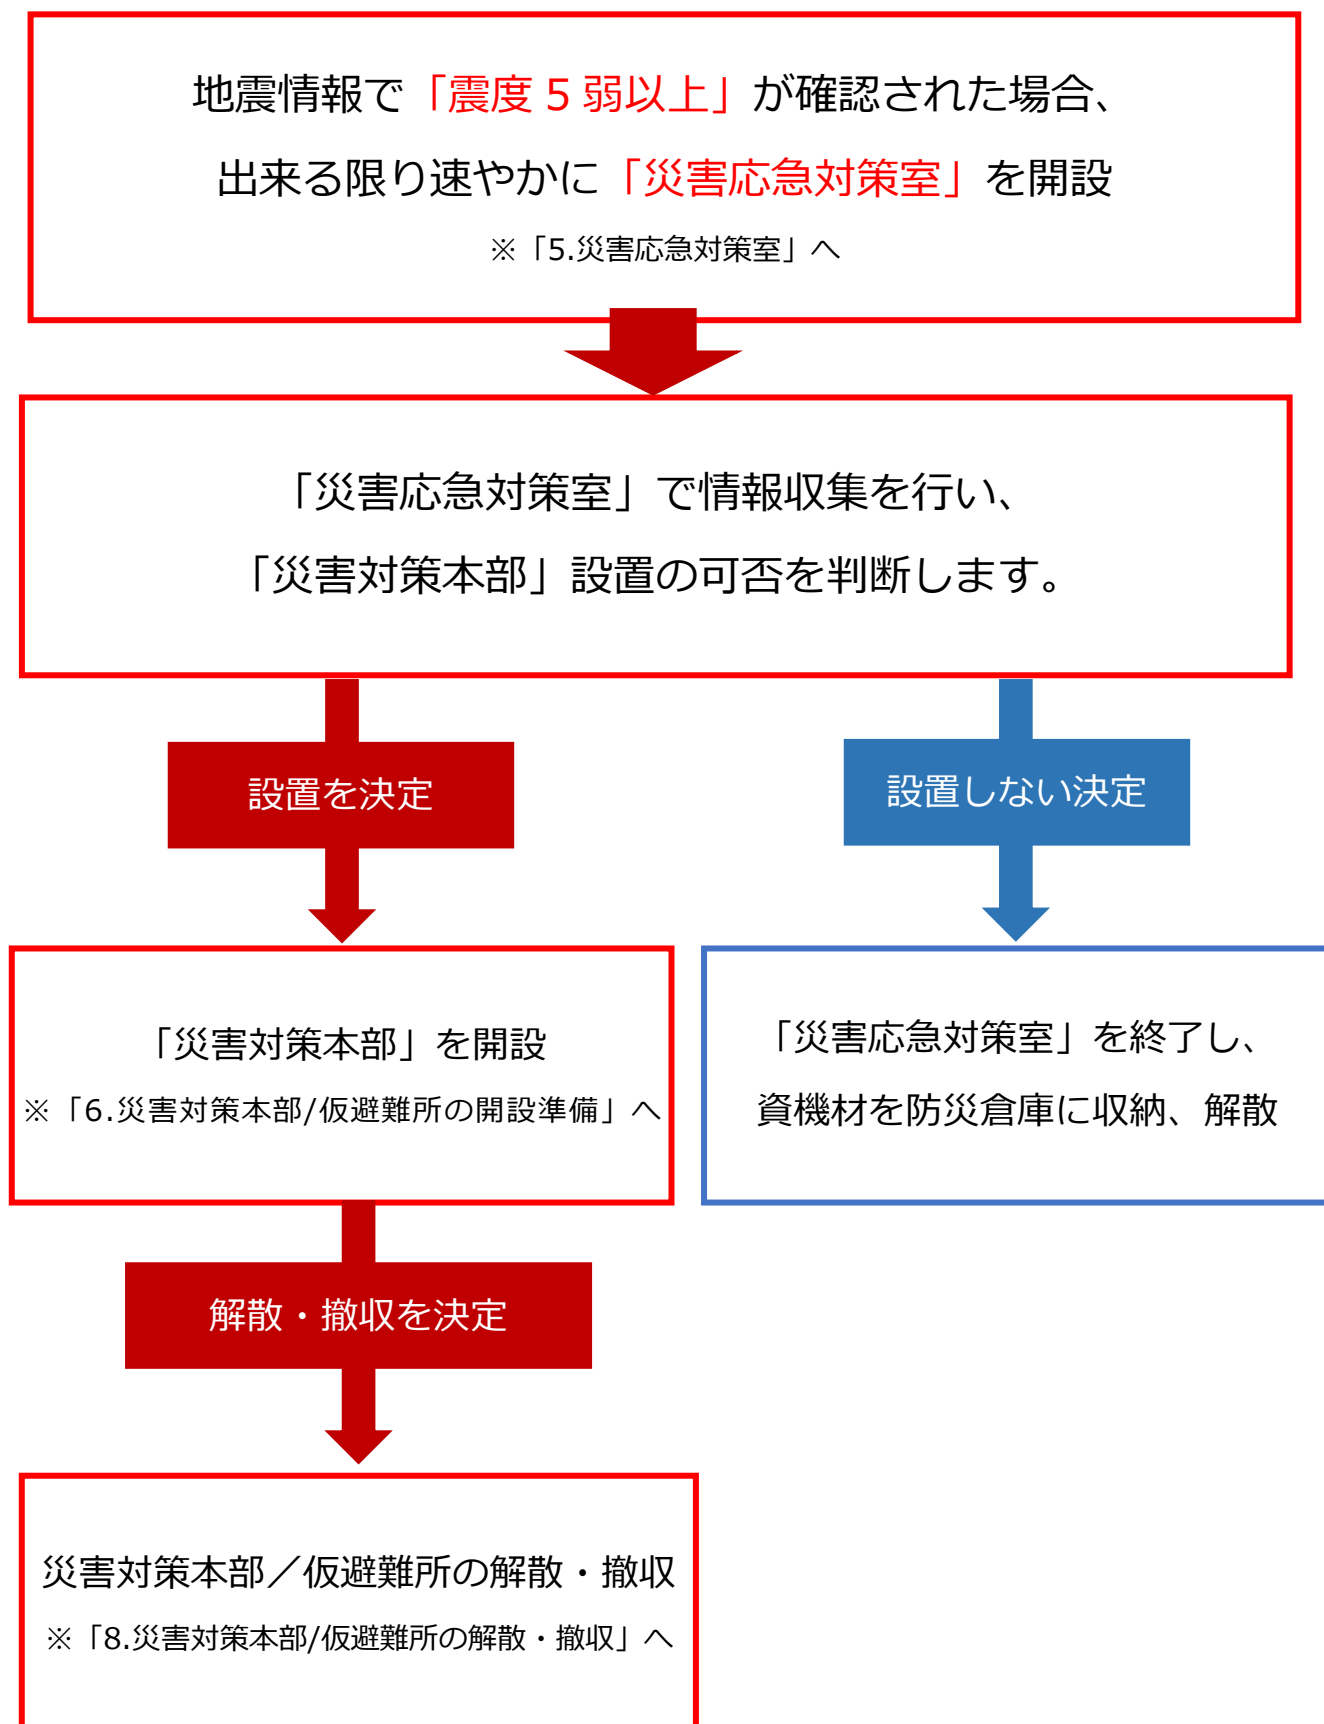 地震情報で「震度5弱以上」が確認された場合、
出来る限り速やかに「災害応急対策室」を開設
※「5.災害応急対策室」へ
「災害応急対策室」で情報収集を行い、
「災害対策本部」設置の可否を判断します。
設置を決定
設置しない決定
「災害対策本部」を開設
※「6.災害対策本部/仮避難所の開設準備」へ
「災害応急対策室」を終了し、
資機材を防災倉庫に収納、解散
解散・撤収を決定
災害対策本部／仮避難所の解散・撤収
※「8.災害対策本部/仮避難所の解散・撤収」へ